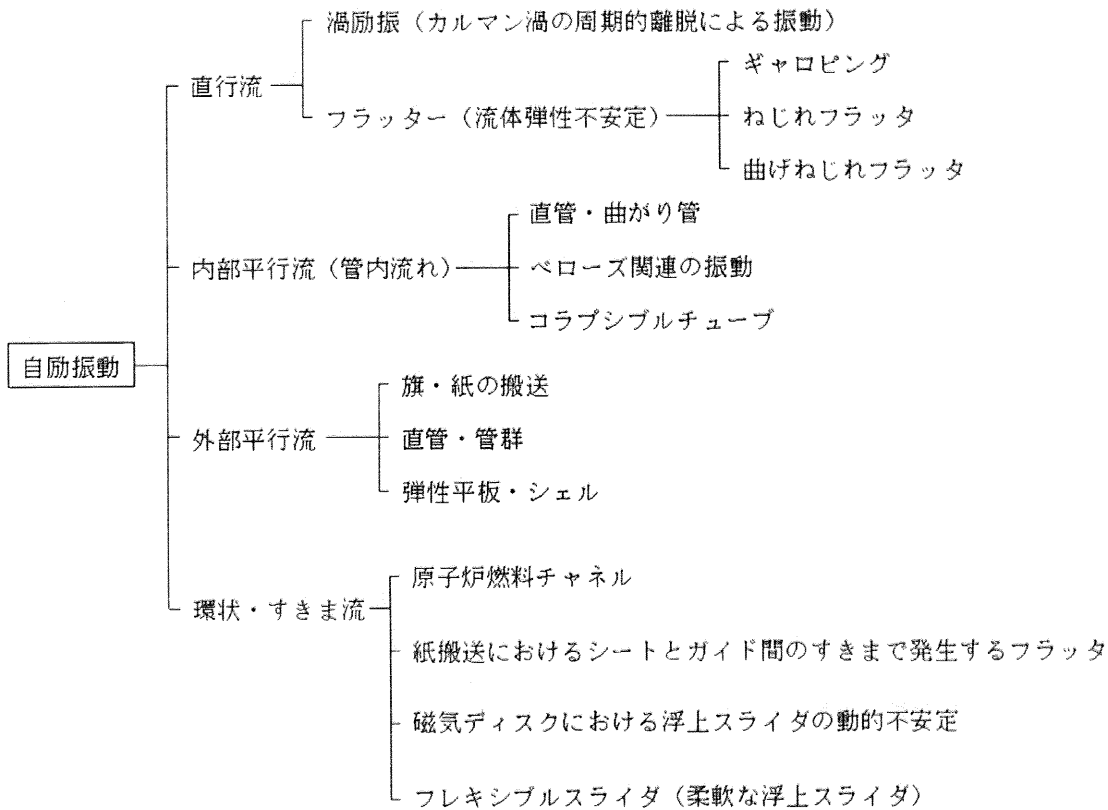 渦励振（カルマン渦の周期的離脱による振動）
ギャロピング
直行流
フラッター（流体弾性不安定）
ねじれフラッタ
曲げねじれフラッタ
直管・曲がり管
内部平行流（管内流れ）
ベローズ関連の振動
コラプシブルチューブ
自励振動
旗・紙の搬送
外部平行流
直管・管群
弾性平板・シェル
原子炉燃料チャネル
環状・すきま流
紙搬送におけるシートとガイド間のすきまで発生するフラッタ
磁気ディスクにおける浮上スライダの動的不安定
フレキシブルスライダ（柔軟な浮上スライダ）